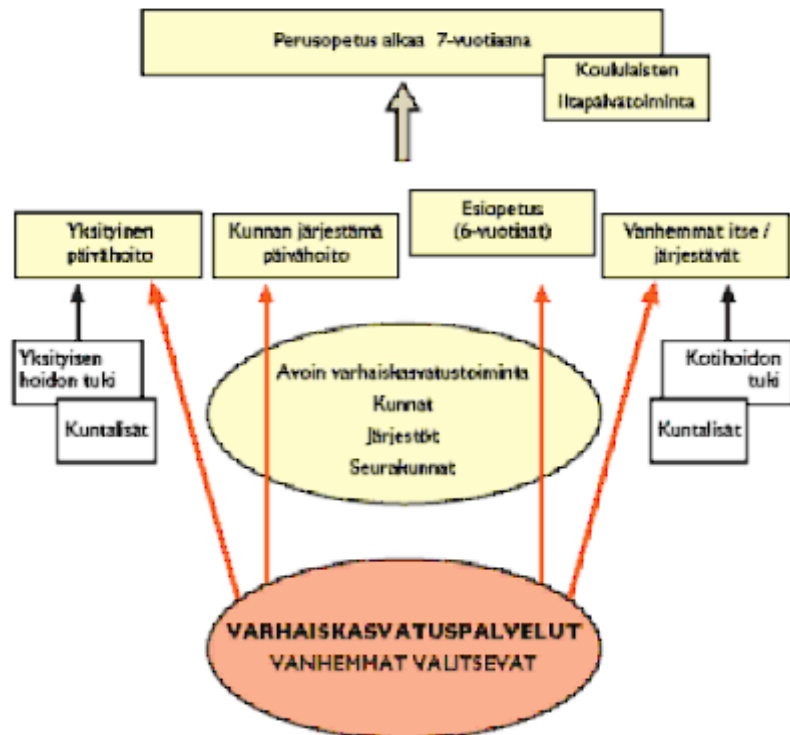 Perusopetus alkaa 7-vuotiaana
Koululaisten
Iltapäivätoiminta
Yksityinen
päivähoito
Kunnan järjestämä
päivähoito
Esiopetus
(6-vuotiaat)
Vanhemmat itse /
järjestävät
Yksityisen
hoidon tuki
Kuntalisät
Avoin varhaiskasvatustoiminta
Kunnat
Järjestöt
Seurakunnat
Kotihoidon
tuki
Kuntalisät
VARHAISKASVATUSPALVELUT
VANHEMMAT VALITSEVAT